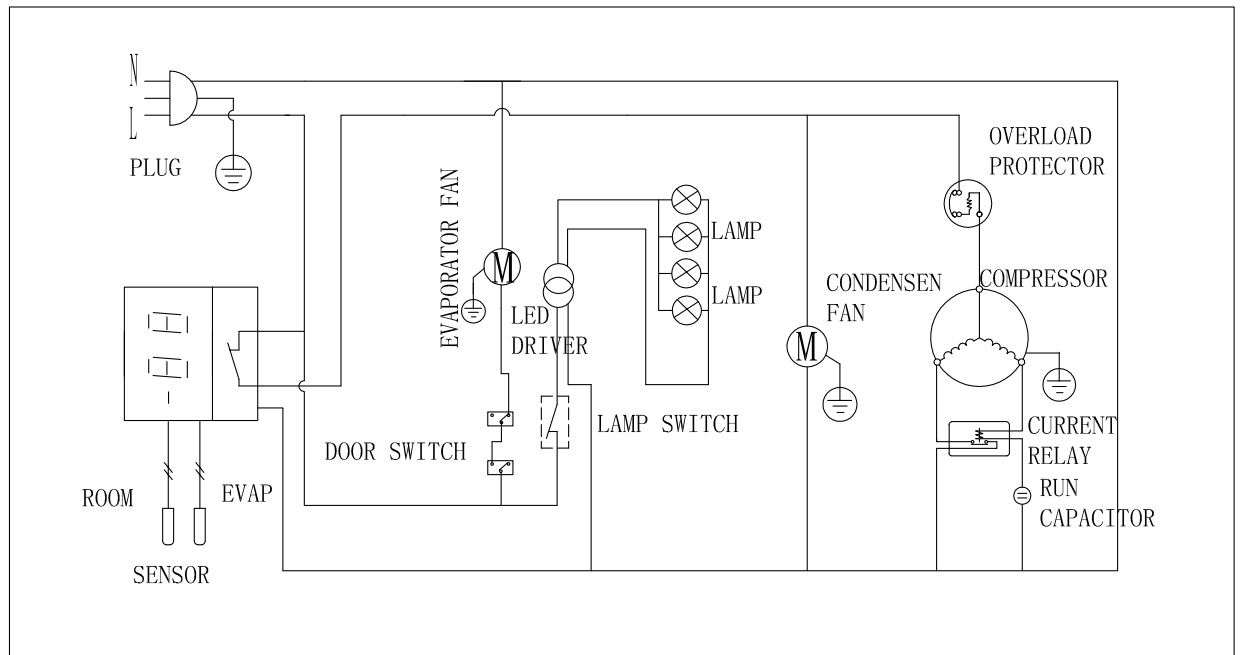 N
L
PLUG
EVAPORATOR FAN
M
LED
DRIVER
LAMP
LAMP
LAMP SWITCH
DOOR SWITCH
ROOM
EVAP
SENSOR
CONDENSEN
FAN
M
OVERLOAD
PROTECTOR
COMPRESSOR
CURRENT
RELAY
RUN
CAPACITOR